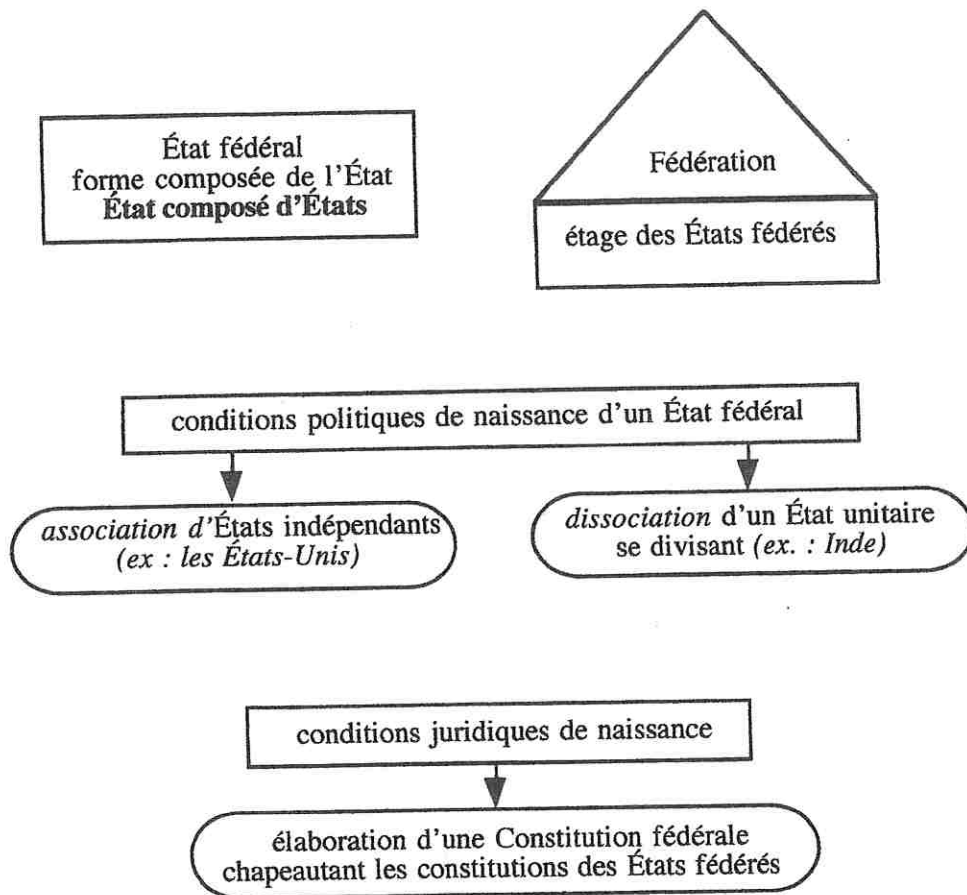 État fédéral
forme composée de l'État
État composé d'États
Fédération
étage des États fédérés
conditions politiques de naissance d'un État fédéral
association d'États indépendants
(ex : les États-Unis)
dissociation d'un État unitaire
se divisant (ex. : Inde)
conditions juridiques de naissance
élaboration d'une Constitution fédérale
chapeautant les constitutions des États fédérés